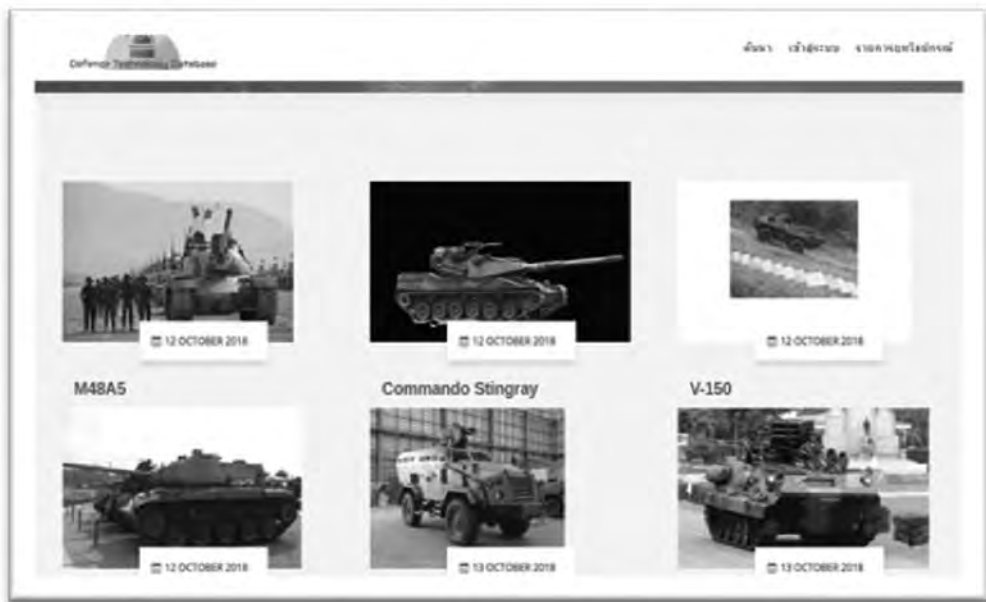 Defence Technology Database
ค้นหา เข้าสู่ระบบ รายการยุทโธปกรณ์
12 OCTOBER 2018 12 OCTOBER 2018 12 OCTOBER 2018
M48A5 Commando Stingray V-150
12 OCTOBER 2018 13 OCTOBER 2018 13 OCTOBER 2018